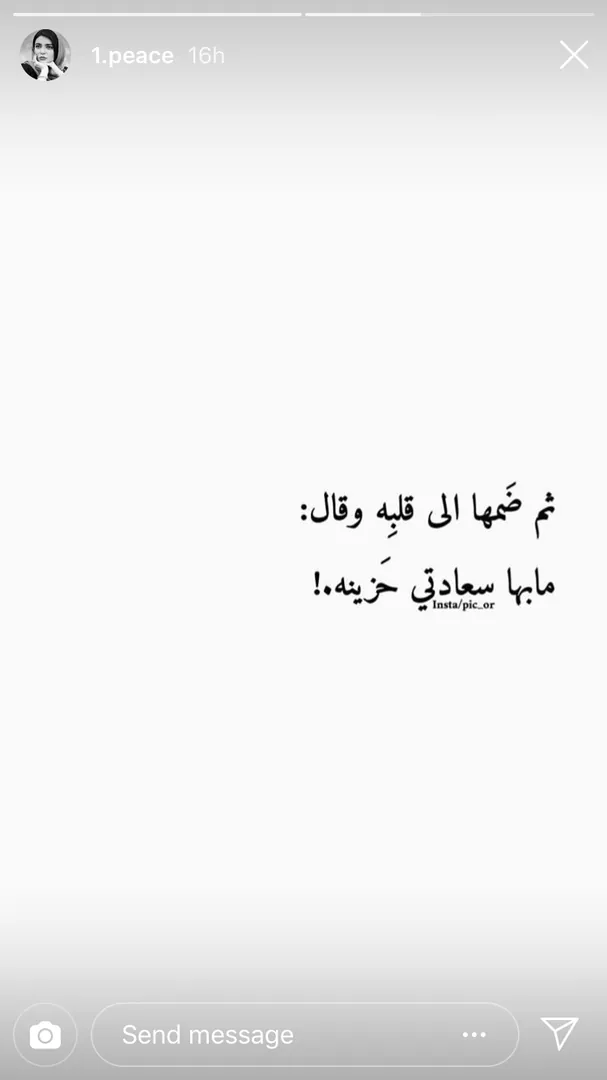 1.peace 16h
ثم ضَمها الى قلبِه وقال:
مابها سعادتي حَزينه.!
Insta/pic_or
Send message